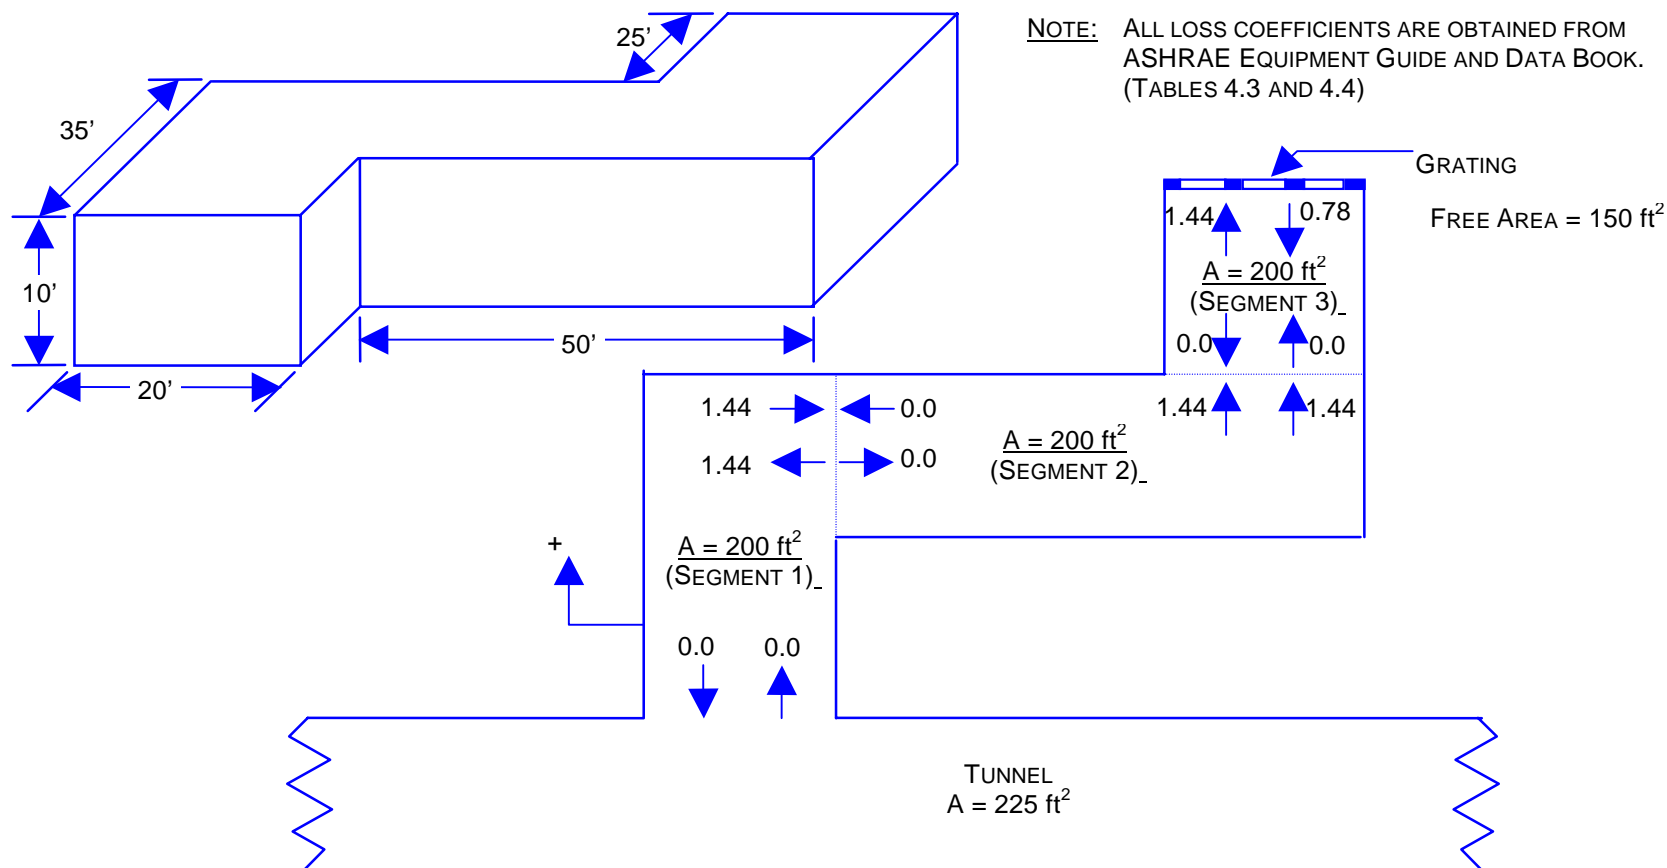 25’
NOTE: ALL LOSS COEFFICIENTS ARE OBTAINED FROM
ASHRAE EQUIPMENT GUIDE AND DATA BOOK.
(TABLES 4.3 AND 4.4)
35’
10’
20’
50’
GRATING
FREE AREA = 150 ft²
1.44
0.78
A = 200 ft²
(SEGMENT 3)
0.0
0.0
1.44
1.44
1.44
0.0
1.44
0.0
A = 200 ft²
(SEGMENT 2)
+
A = 200 ft²
(SEGMENT 1)
0.0
0.0
TUNNEL
A = 225 ft²